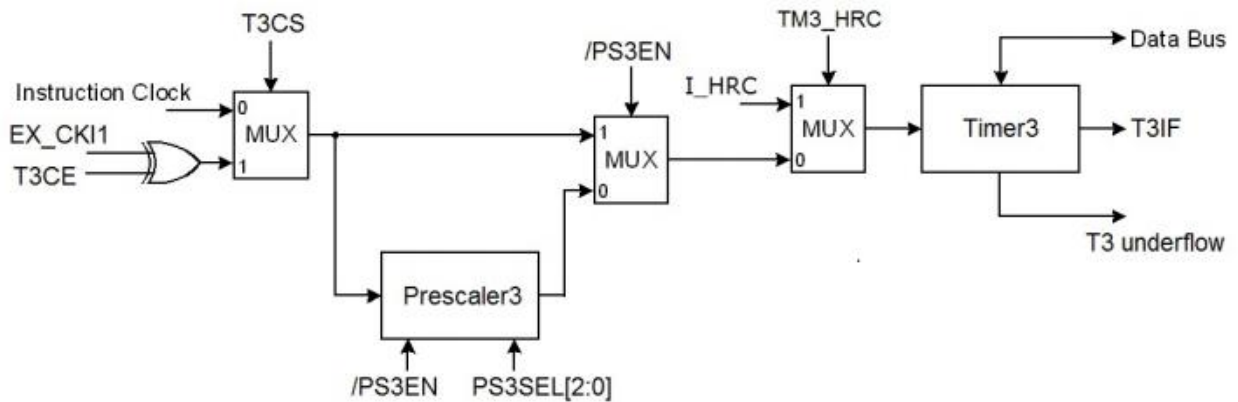 T3CS
TM3_HRC
/PS3EN
Data Bus
Instruction Clock
0
I_HRC
1
EX_CKI1
MUX
1
MUX
Timer3
T3IF
T3CE
1
MUX
0
0
T3 underflow
Prescaler3
/PS3EN
PS3SEL[2:0]